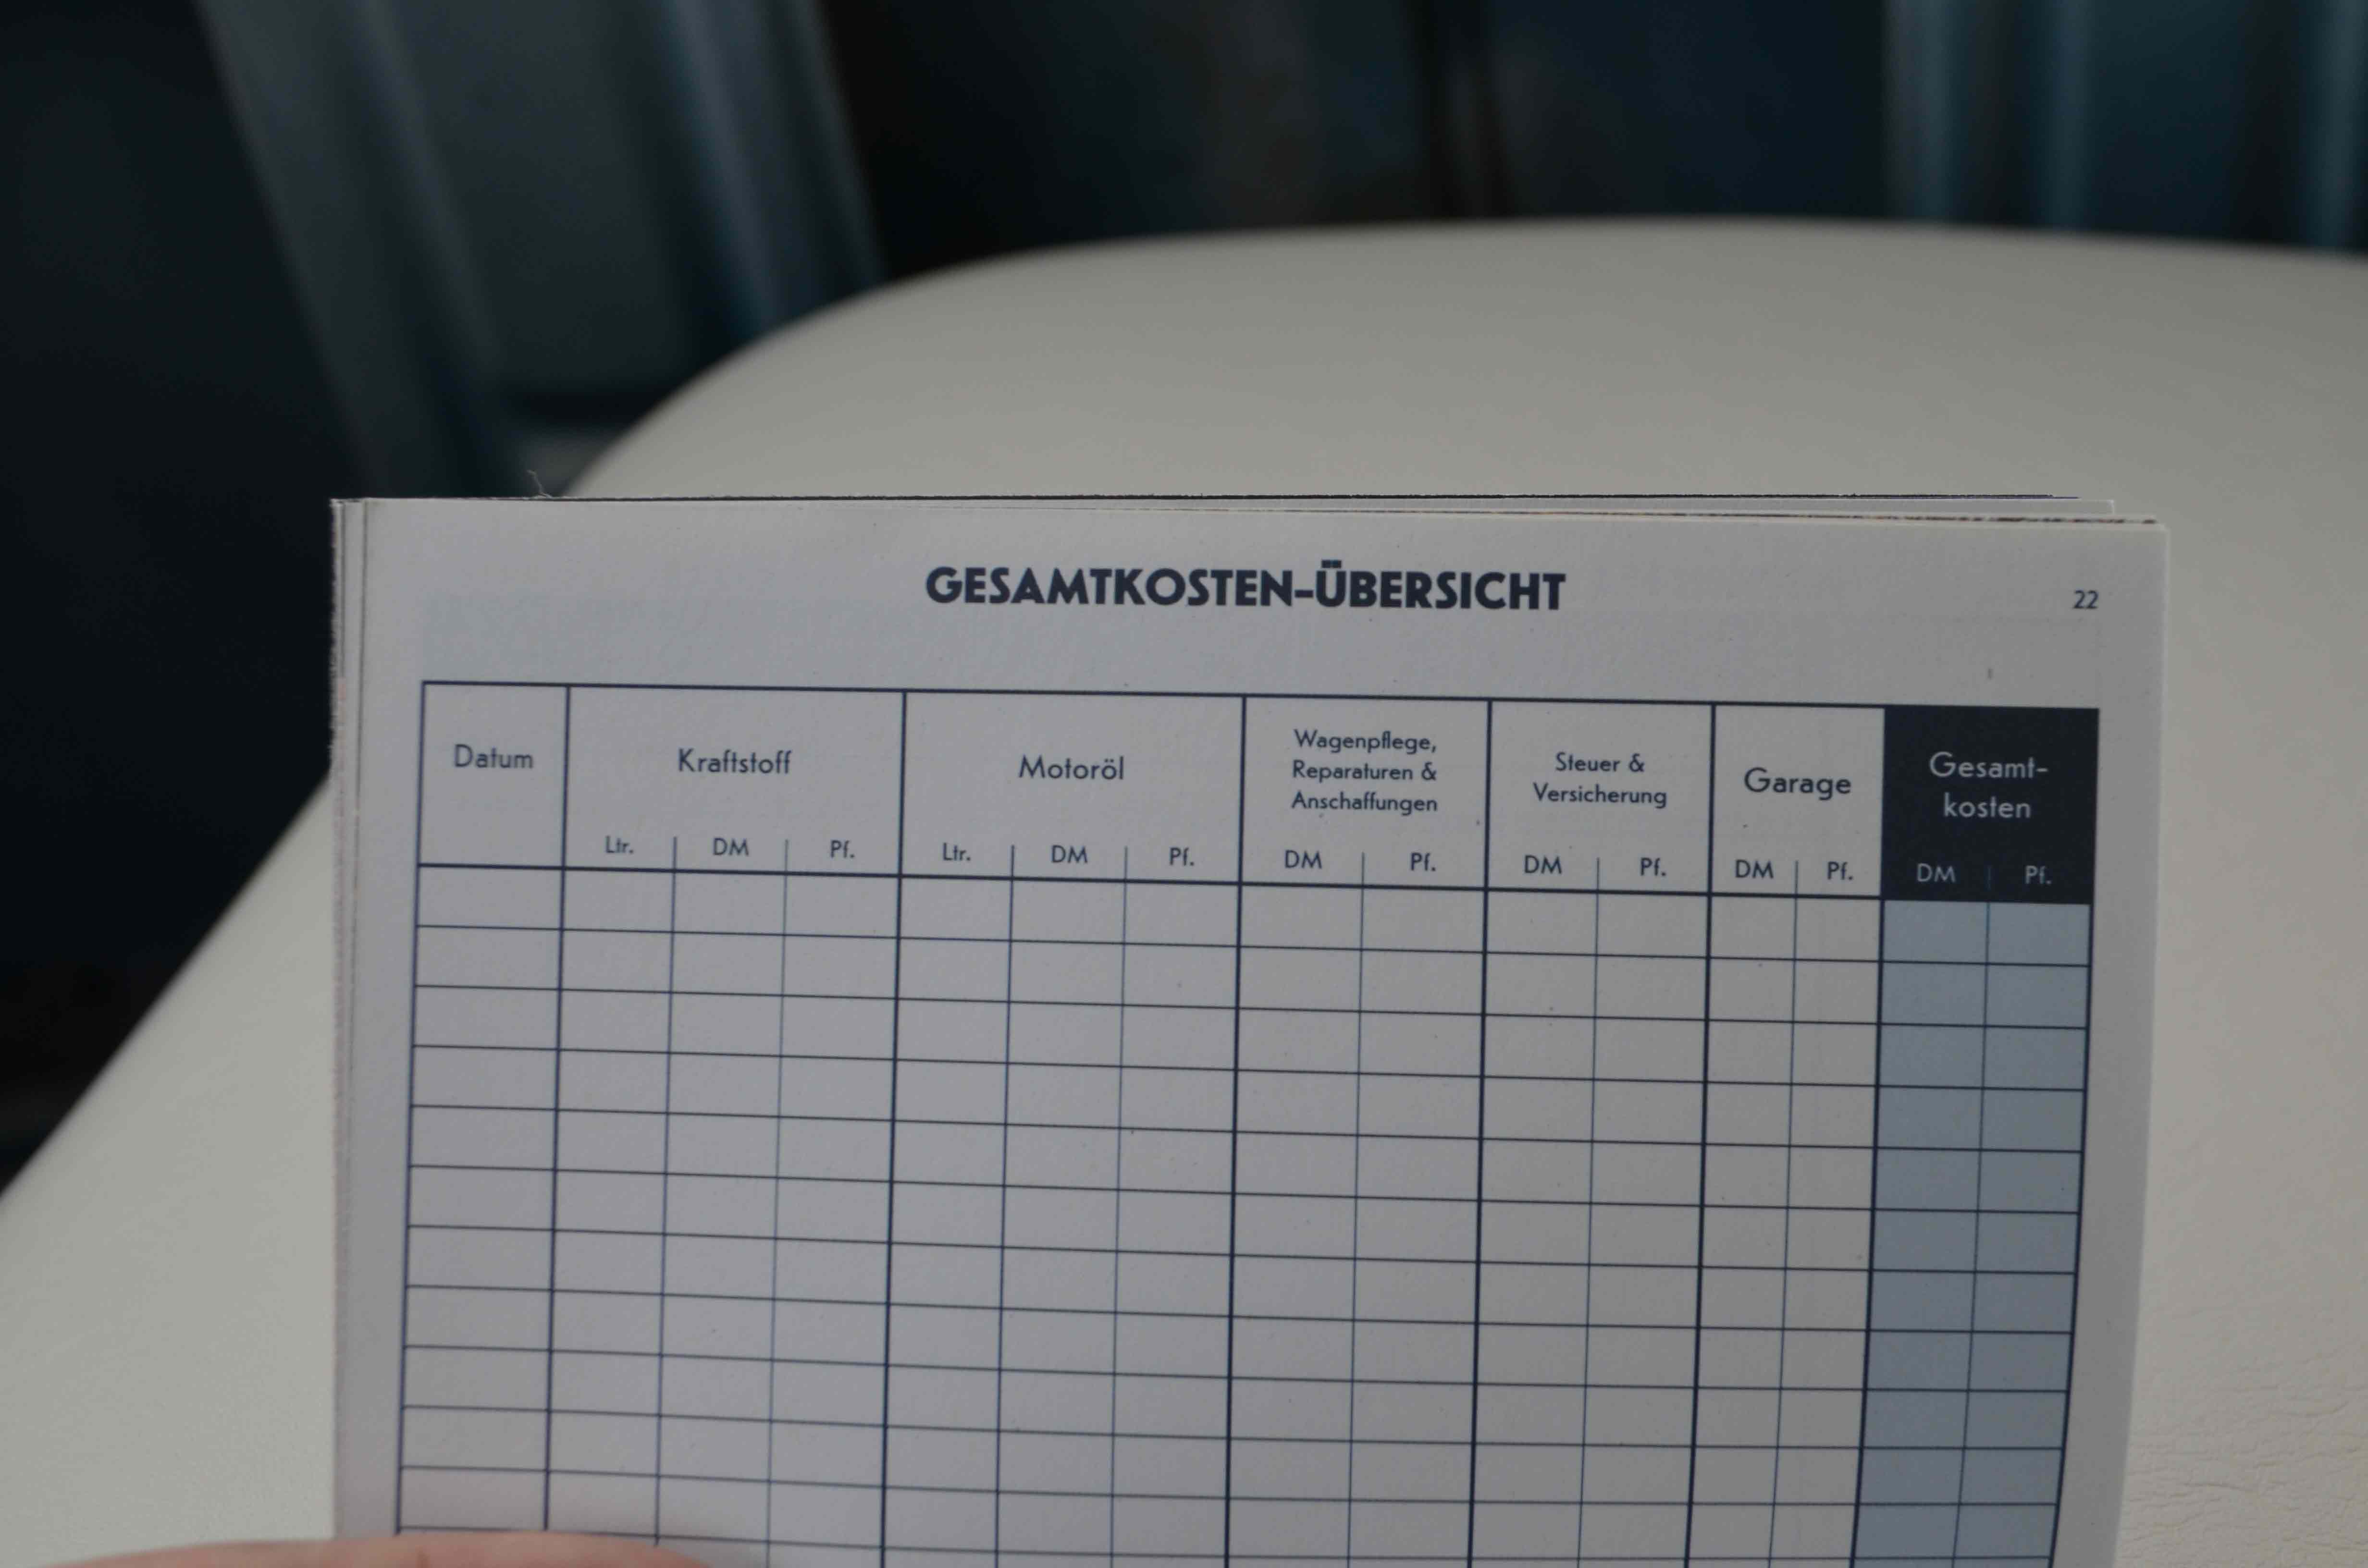 GESAMTKOSTEN-ÜBERSICHT
22
Datum
Kraftstoff
Ltr. DM Pf.
Motoröl
Ltr. DM Pf.
Wagenpflege,
Reparaturen &
Anschaffungen
DM Pf.
Steuer &
Versicherung
DM Pf.
Garage
DM Pf.
Gesamt-
kosten
DM Pf.